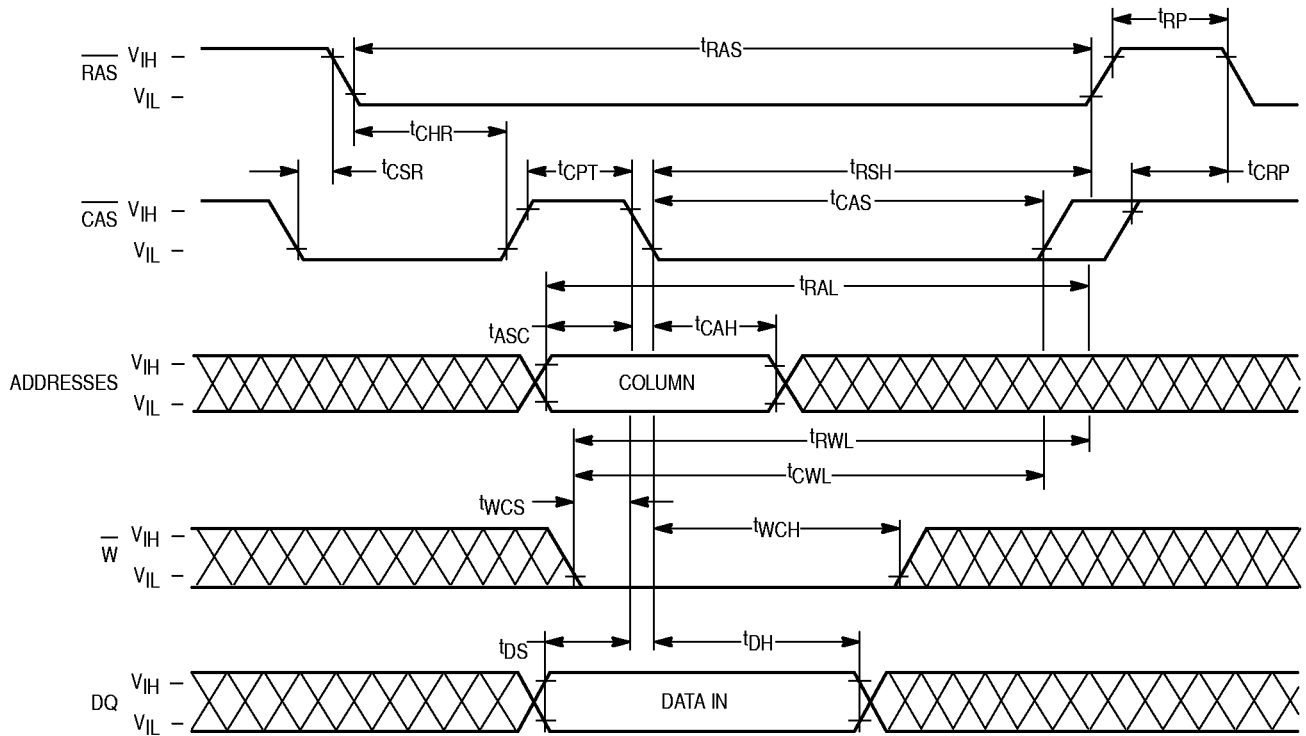 tRP
RAS VIH
tRAS
VIL
tCHR
tCSR
tCPT
tRSH
tCRP
CAS VIH
tCAS
VIL
tRAL
tASC
tCAH
ADDRESSES VIH
COLUMN
VIL
tRWL
tCWL
tWCS
tWCH
W VIH
VIL
tDS
tDH
DQ VIH
DATA IN
VIL